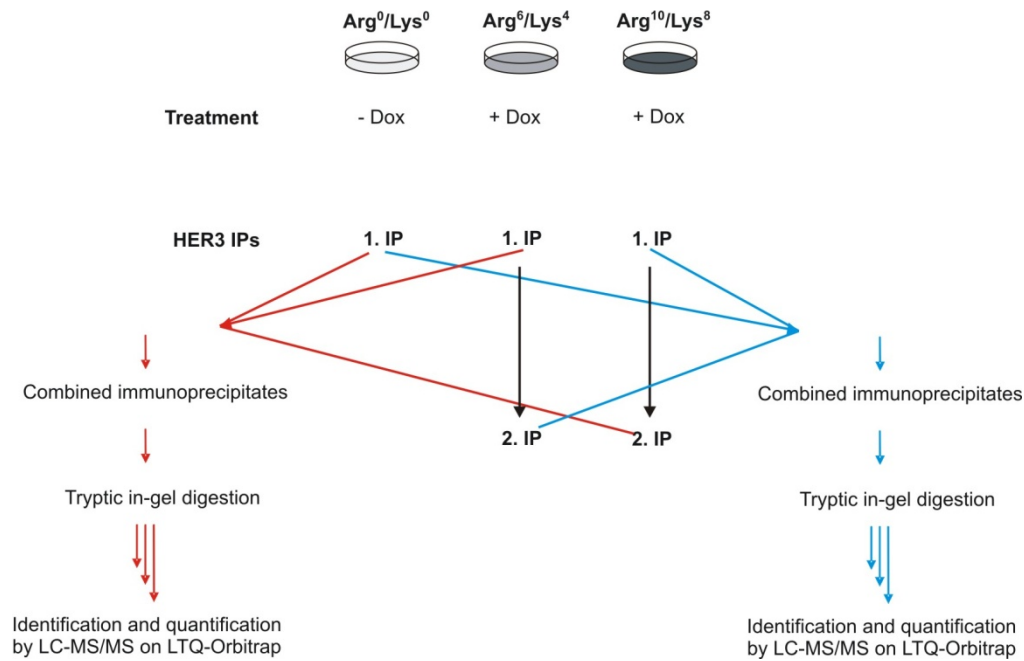 Arg⁰/Lys⁰ Arg⁶/Lys⁴ Arg¹⁰/Lys⁸
Treatment - Dox + Dox + Dox
HER3 IPs 1. IP 1. IP 1. IP
Combined immunoprecipitates Combined immunoprecipitates
2. IP 2. IP
Tryptic in-gel digestion Tryptic in-gel digestion
Identification and quantification
by LC-MS/MS on LTQ-Orbitrap
Identification and quantification
by LC-MS/MS on LTQ-Orbitrap